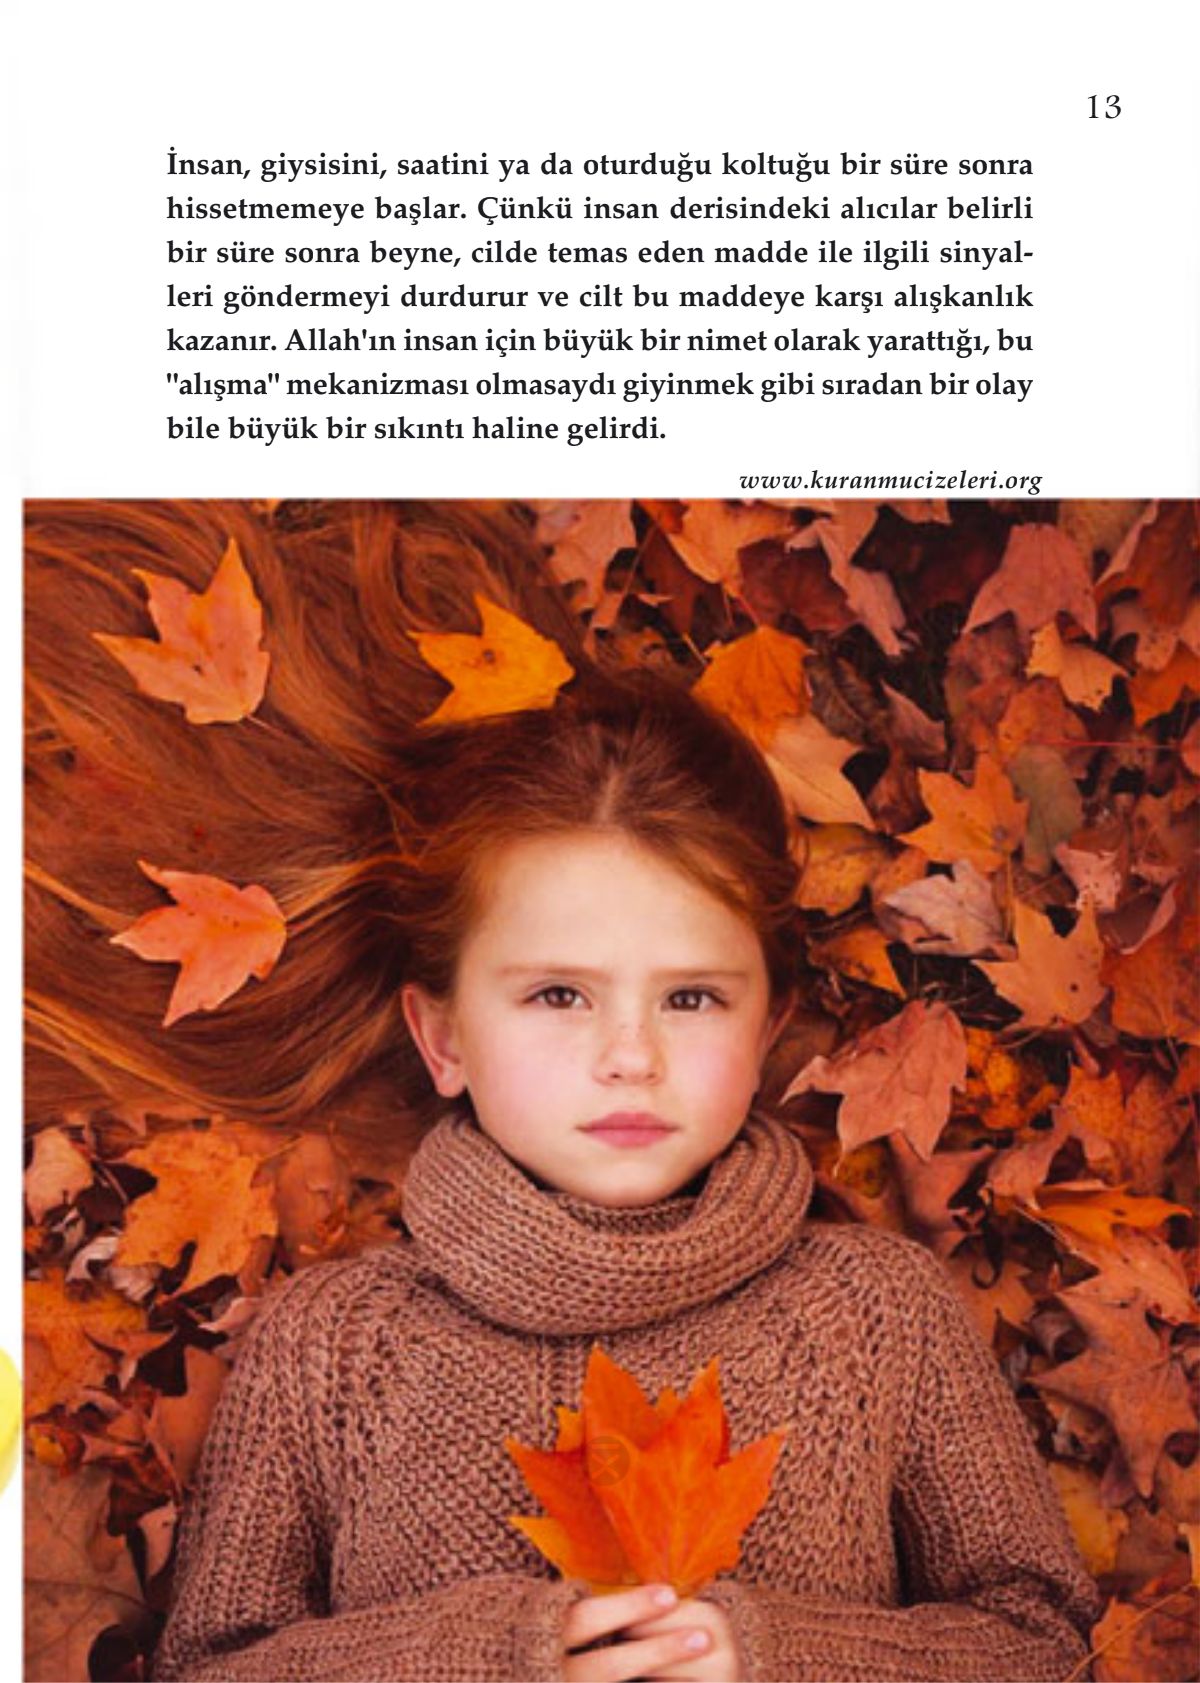 13
İnsan, giysisini, saatini ya da oturduğu koltuğu bir süre sonra
hissetmemeye başlar. Çünkü insan derisindeki alıcılar belirli
bir süre sonra beyne, cilde temas eden madde ile ilgili sinyal-
leri göndermeyi durdurur ve cilt bu maddeye karşı alışkanlık
kazanır. Allah'ın insan için büyük bir nimet olarak yarattığı, bu
"alışma" mekanizması olmasaydı giyinmek gibi sıradan bir olay
bile büyük bir sıkıntı haline gelirdi.
www.kuranmucizeleri.org